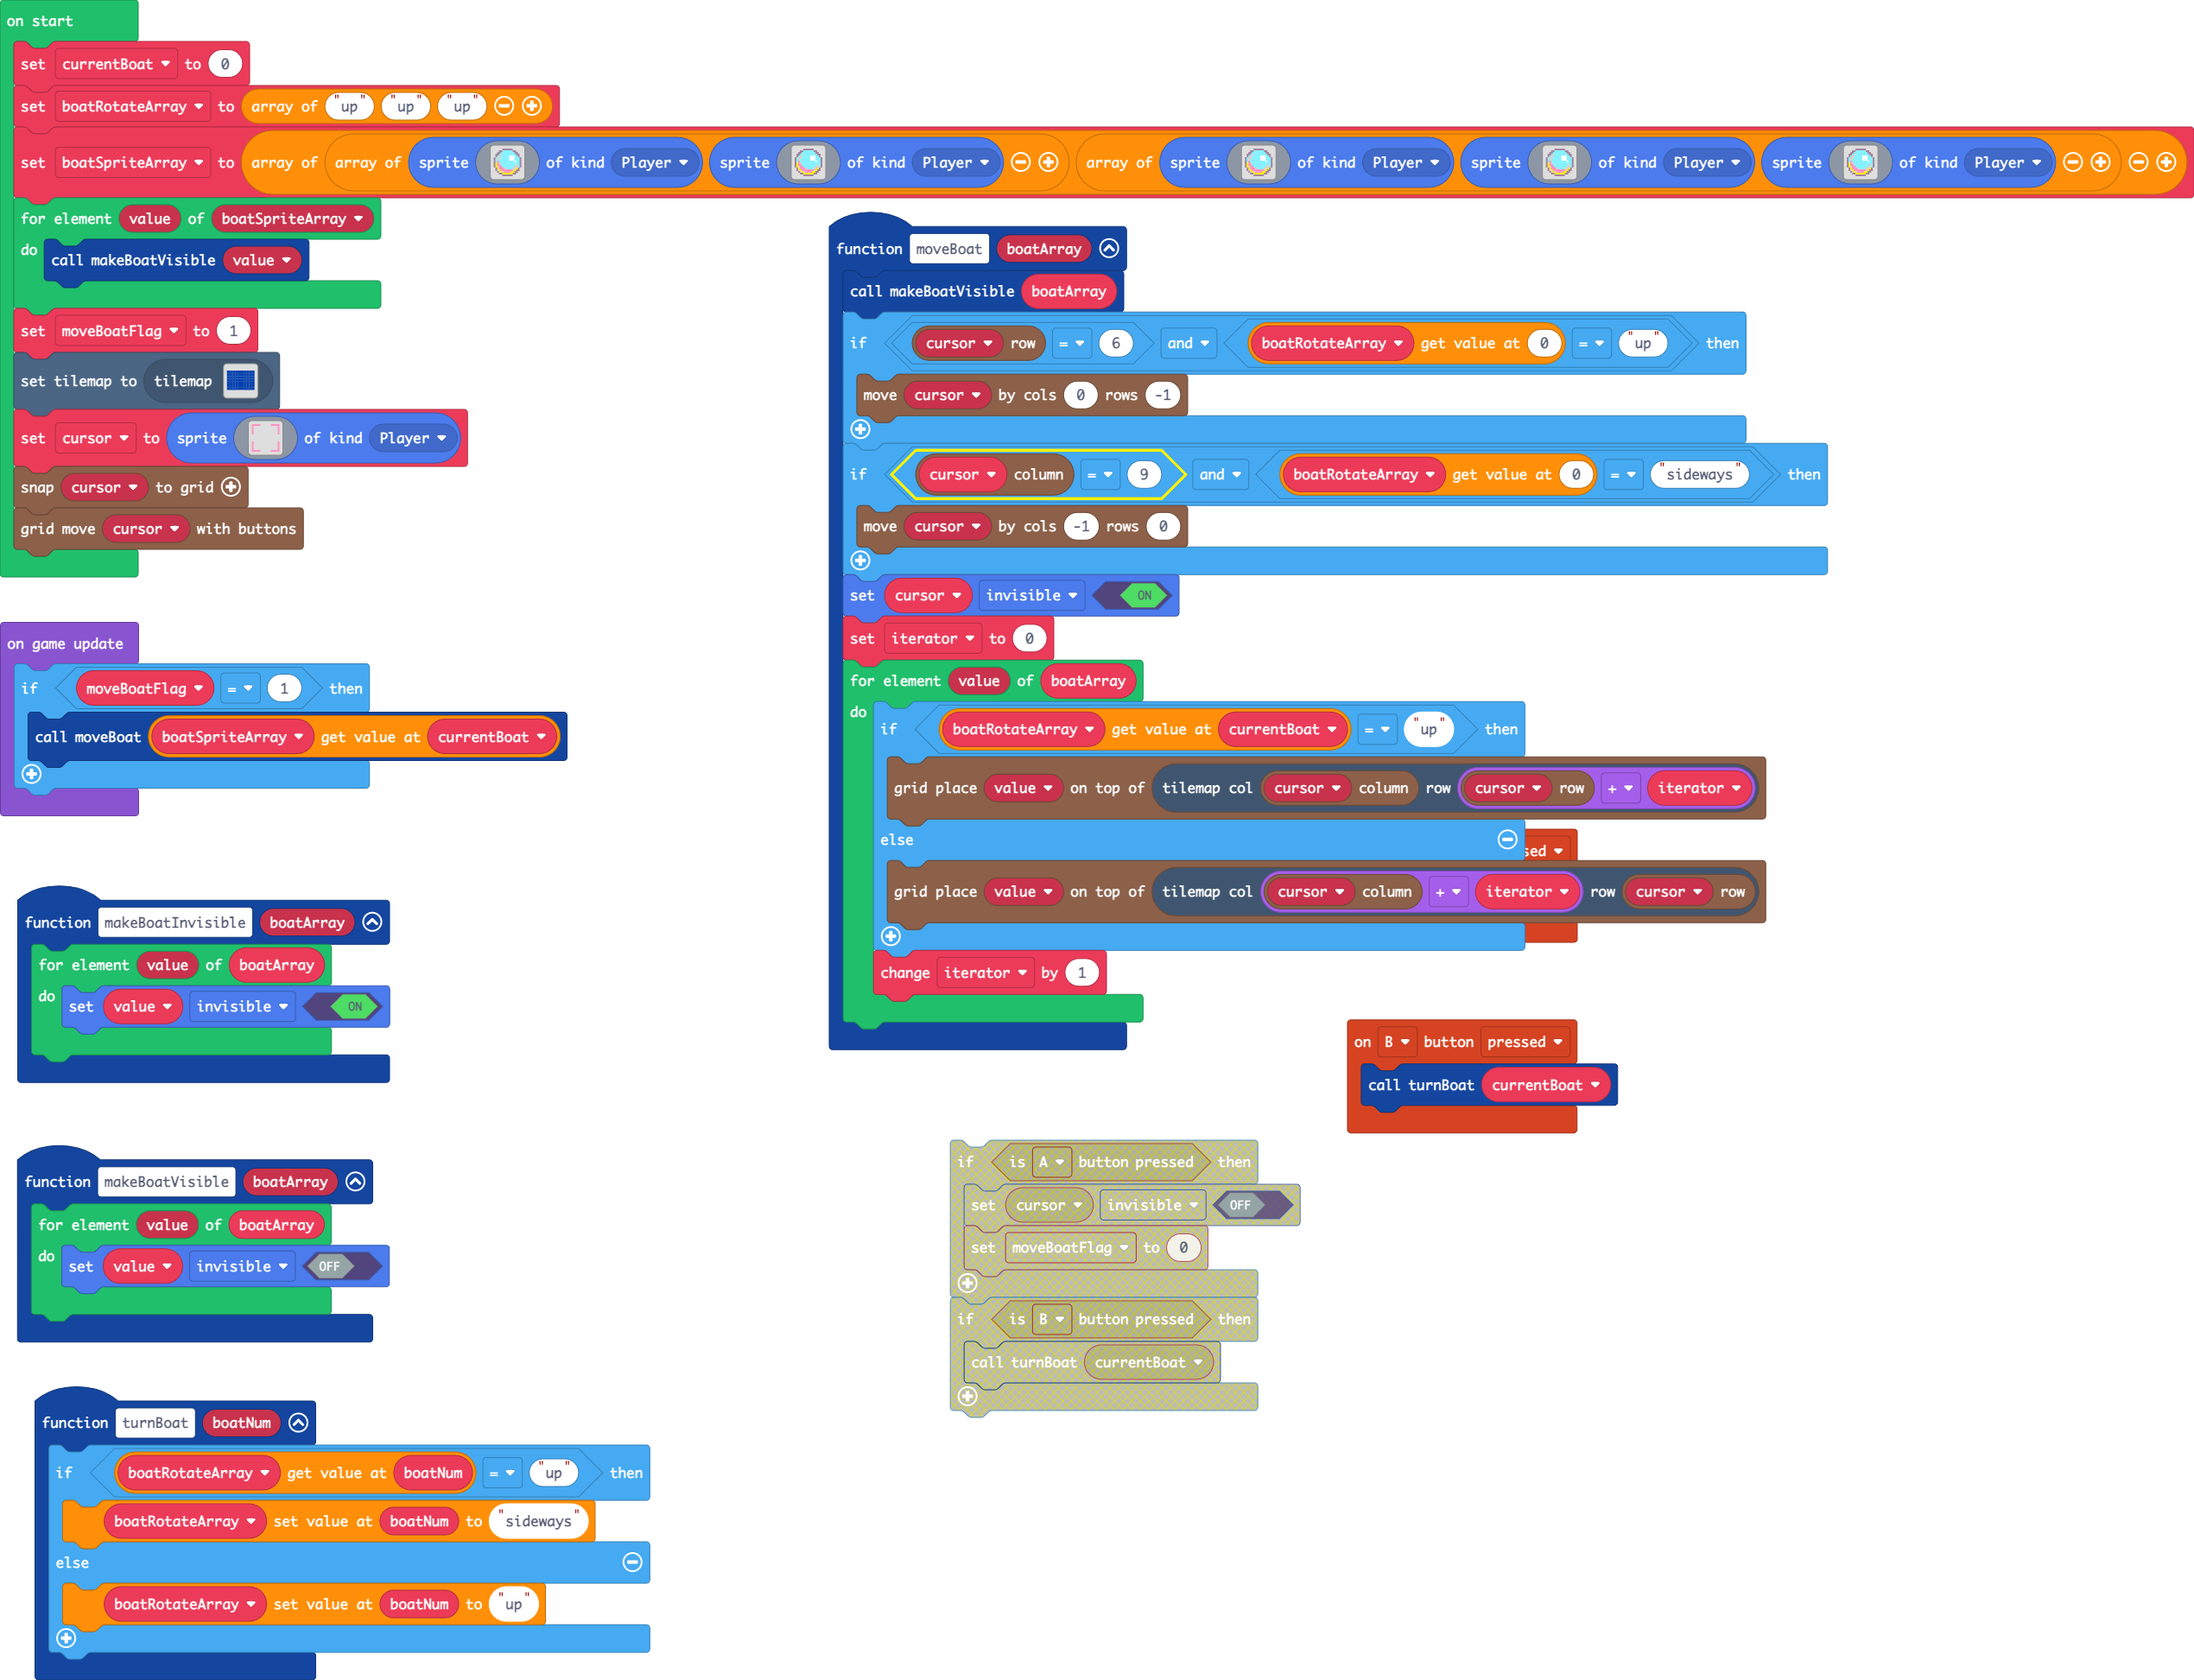 on start
set currentBoat to 0
set boatRotateArray to array of "up" "up" "up"
set boatSpriteArray to array of array of sprite of kind Player sprite of kind Player array of sprite of kind Player sprite of kind Player sprite of kind Player
for element value of boatSpriteArray
do call makeBoatVisible value
set moveBoatFlag to 1
set tilemap to tilemap
set cursor to sprite of kind Player
snap cursor to grid
grid move cursor with buttons
on game update
if moveBoatFlag = 1 then
call moveBoat boatSpriteArray get value at currentBoat
function makeBoatInvisible boatArray
for element value of boatArray
do set value invisible ON
function makeBoatVisible boatArray
for element value of boatArray
do set value invisible OFF
function turnBoat boatNum
if boatRotateArray get value at boatNum = "up" then
boatRotateArray set value at boatNum to "sideways"
else
boatRotateArray set value at boatNum to "up"
function moveBoat boatArray
call makeBoatVisible boatArray
if cursor row = 6 and boatRotateArray get value at 0 = "up" then
move cursor by cols 0 rows -1
if cursor column = 9 and boatRotateArray get value at 0 = "sideways" then
move cursor by cols -1 rows 0
set cursor invisible ON
set iterator to 0
for element value of boatArray
do if boatRotateArray get value at currentBoat = "up" then
grid place value on top of tilemap col cursor column row cursor row + iterator
else
sed
grid place value on top of tilemap col cursor column + iterator row cursor row
change iterator by 1
on B button pressed
call turnBoat currentBoat
if is A button pressed then
set cursor invisible OFF
set moveBoatFlag to 0
if is B button pressed then
call turnBoat currentBoat